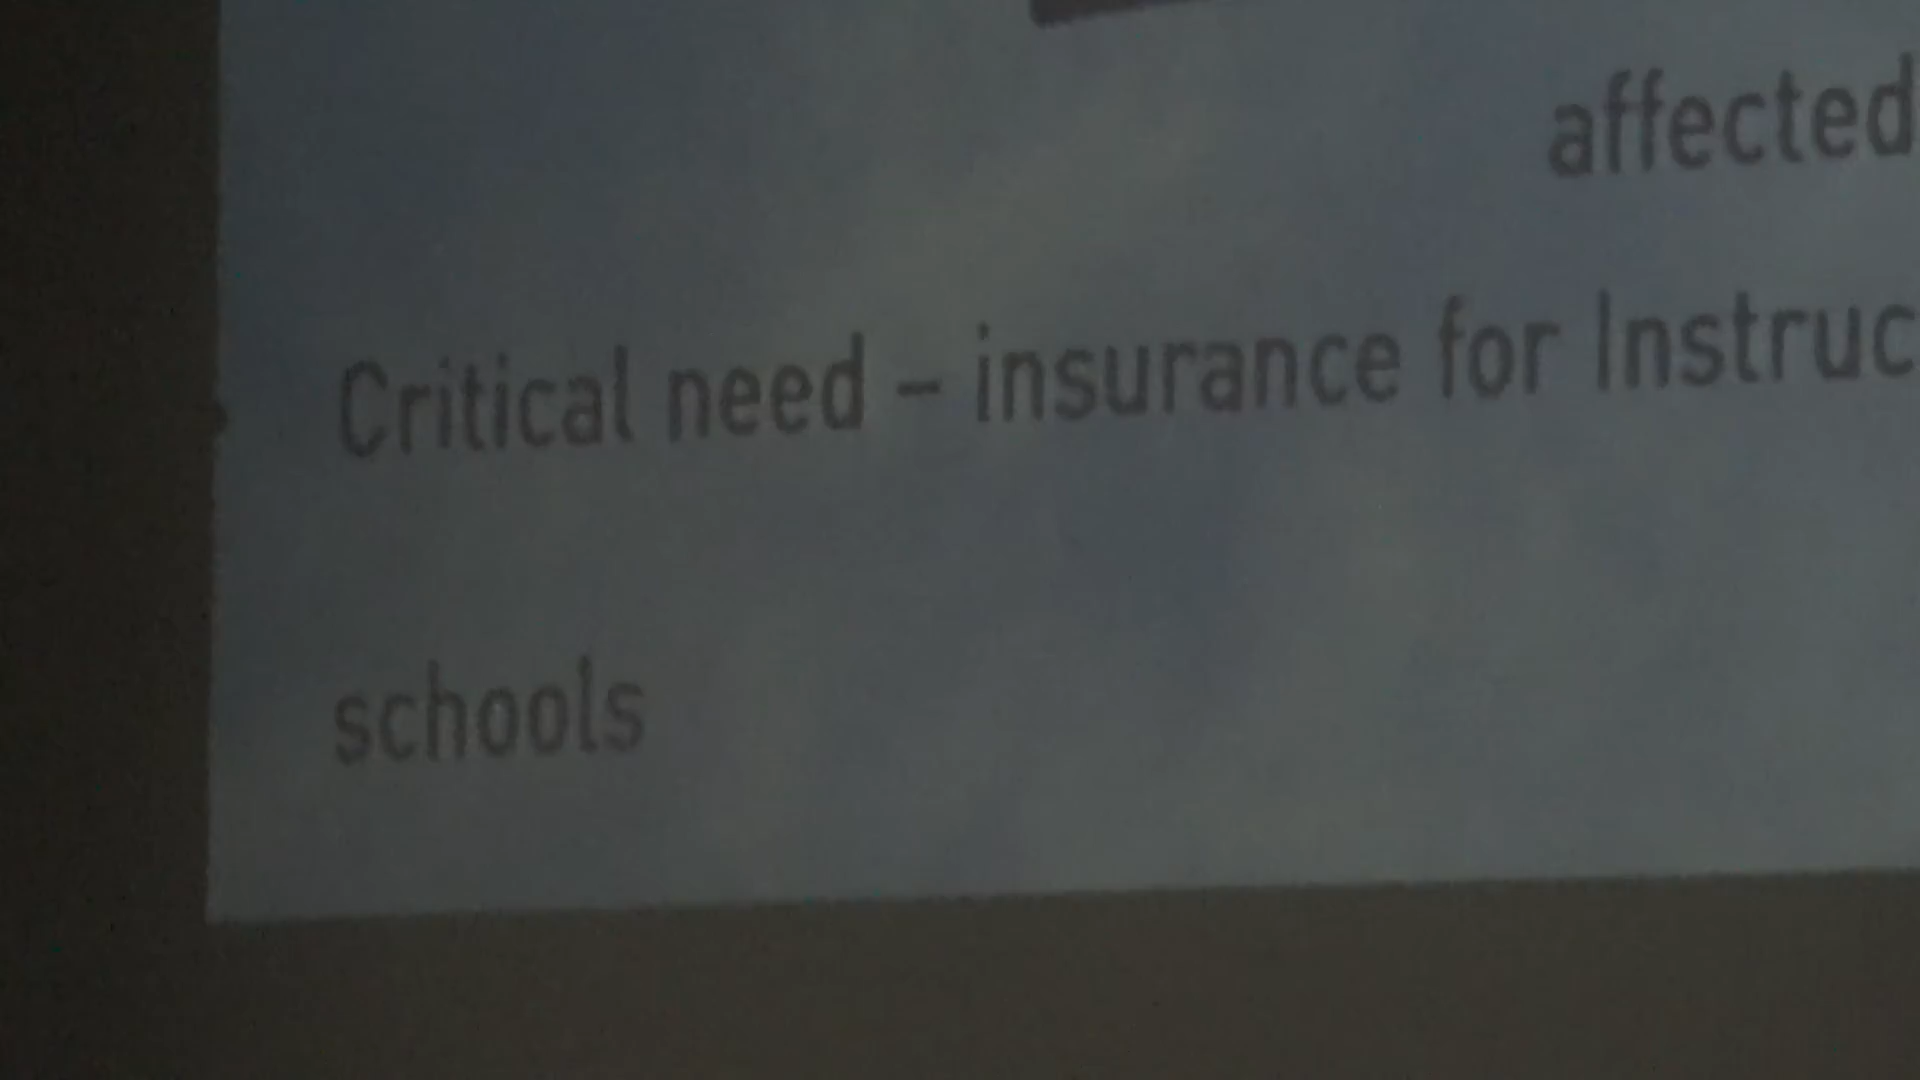 affected
Critical need – insurance for Instruc
schools